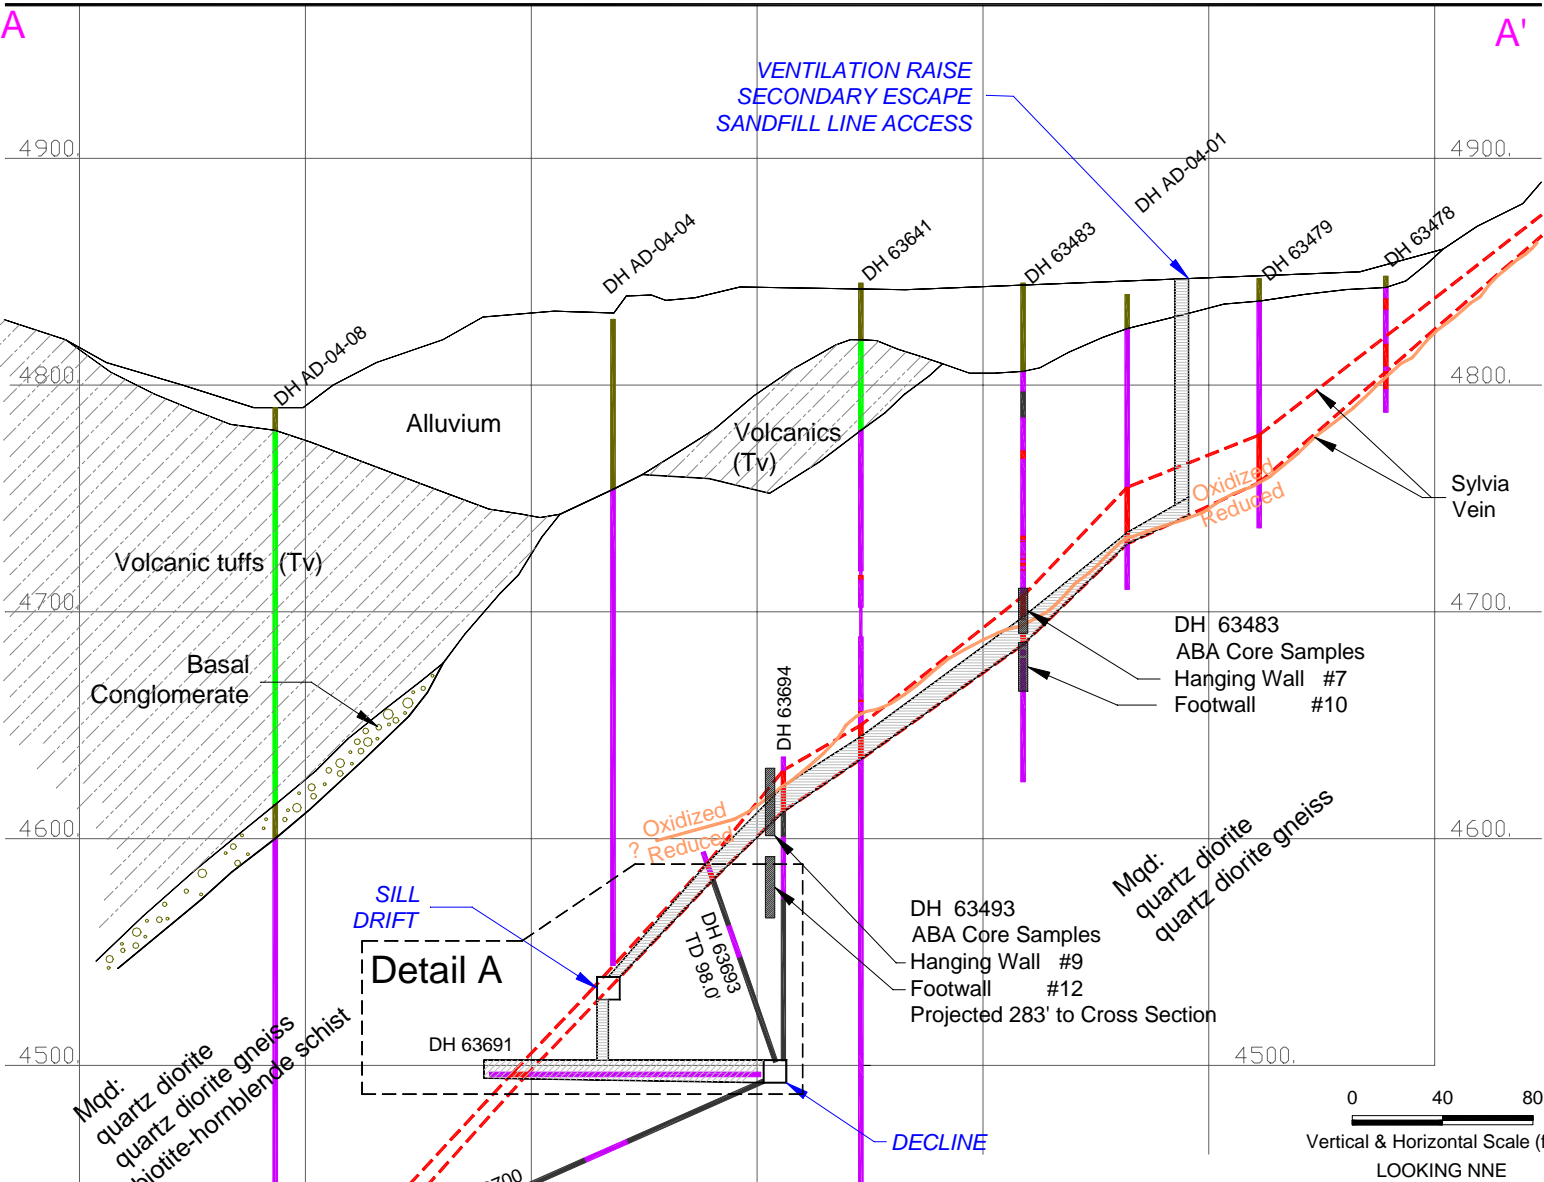 A
A'
VENTILATION RAISE
SECONDARY ESCAPE
SANDFILL LINE ACCESS
4900.
4900.
DH AD-04-01
DH AD-04-04
DH 63641
DH 63483
DH 63479
DH 63478
DH AD-04-08
4800.
4800.
Alluvium
Volcanics
(Tv)
Oxidized
Reduced
Sylvia
Vein
Volcanic tuffs (Tv)
4700.
4700.
DH 63483
ABA Core Samples
Hanging Wall #7
Footwall #10
Basal
Conglomerate
DH 63694
Oxidized
? Reduced
4600.
4600.
Mqd:
quartz diorite
quartz diorite gneiss
SILL
DRIFT
DH 63693
TD 98.0'
DH 63493
ABA Core Samples
Hanging Wall #9
Footwall #12
Projected 283' to Cross Section
Detail A
DH 63691
4500.
4500.
Mqd:
quartz diorite
quartz diorite gneiss
biotite-hornblende schist
DECLINE
0 40 80
Vertical & Horizontal Scale (f
LOOKING NNE